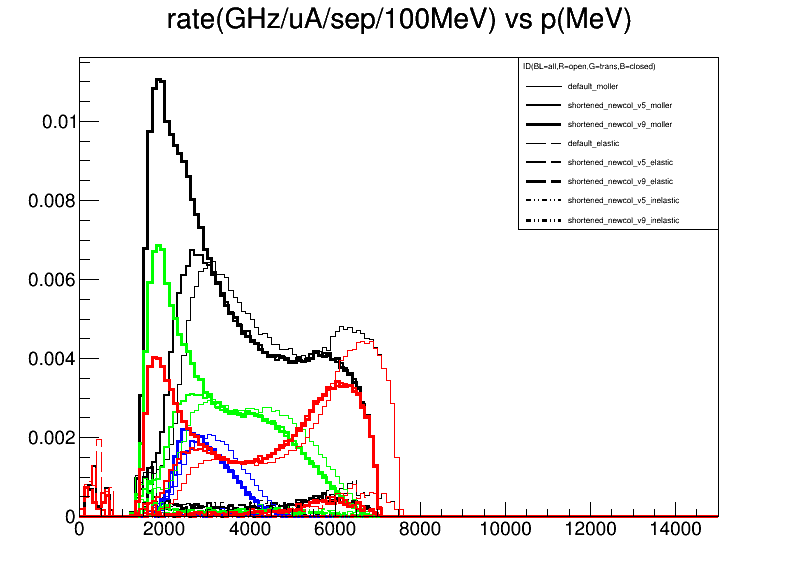 rate(GHz/uA/sep/100MeV) vs p(MeV)
ID(BL=all,R=open,G=trans,B=closed)
default_moller
shortened_newcol_v5_moller
shortened_newcol_v9_moller
default_elastic
shortened_newcol_v5_elastic
shortened_newcol_v9_elastic
shortened_newcol_v5_inelastic
shortened_newcol_v9_inelastic
0.01
0.008
0.006
0.004
0.002
0
0 2000 4000 6000 8000 10000 12000 14000